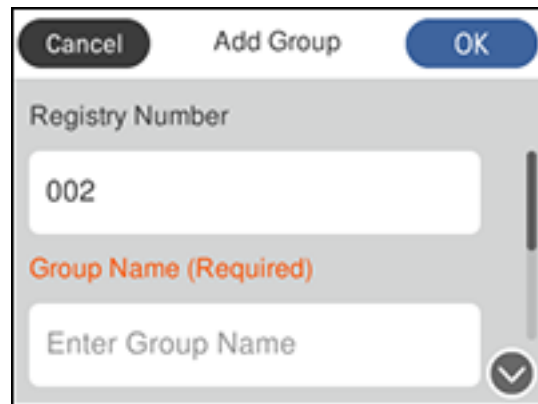 Cancel Add Group OK
Registry Number
002
Group Name (Required)
Enter Group Name